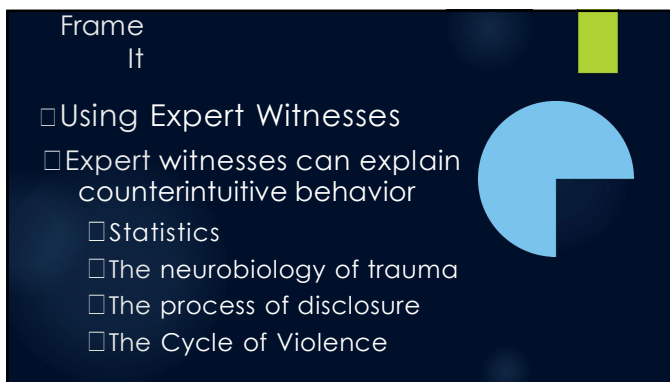 Frame
It
□Using Expert Witnesses
□Expert witnesses can explain
counterintuitive behavior
□Statistics
□The neurobiology of trauma
□The process of disclosure
□The Cycle of Violence